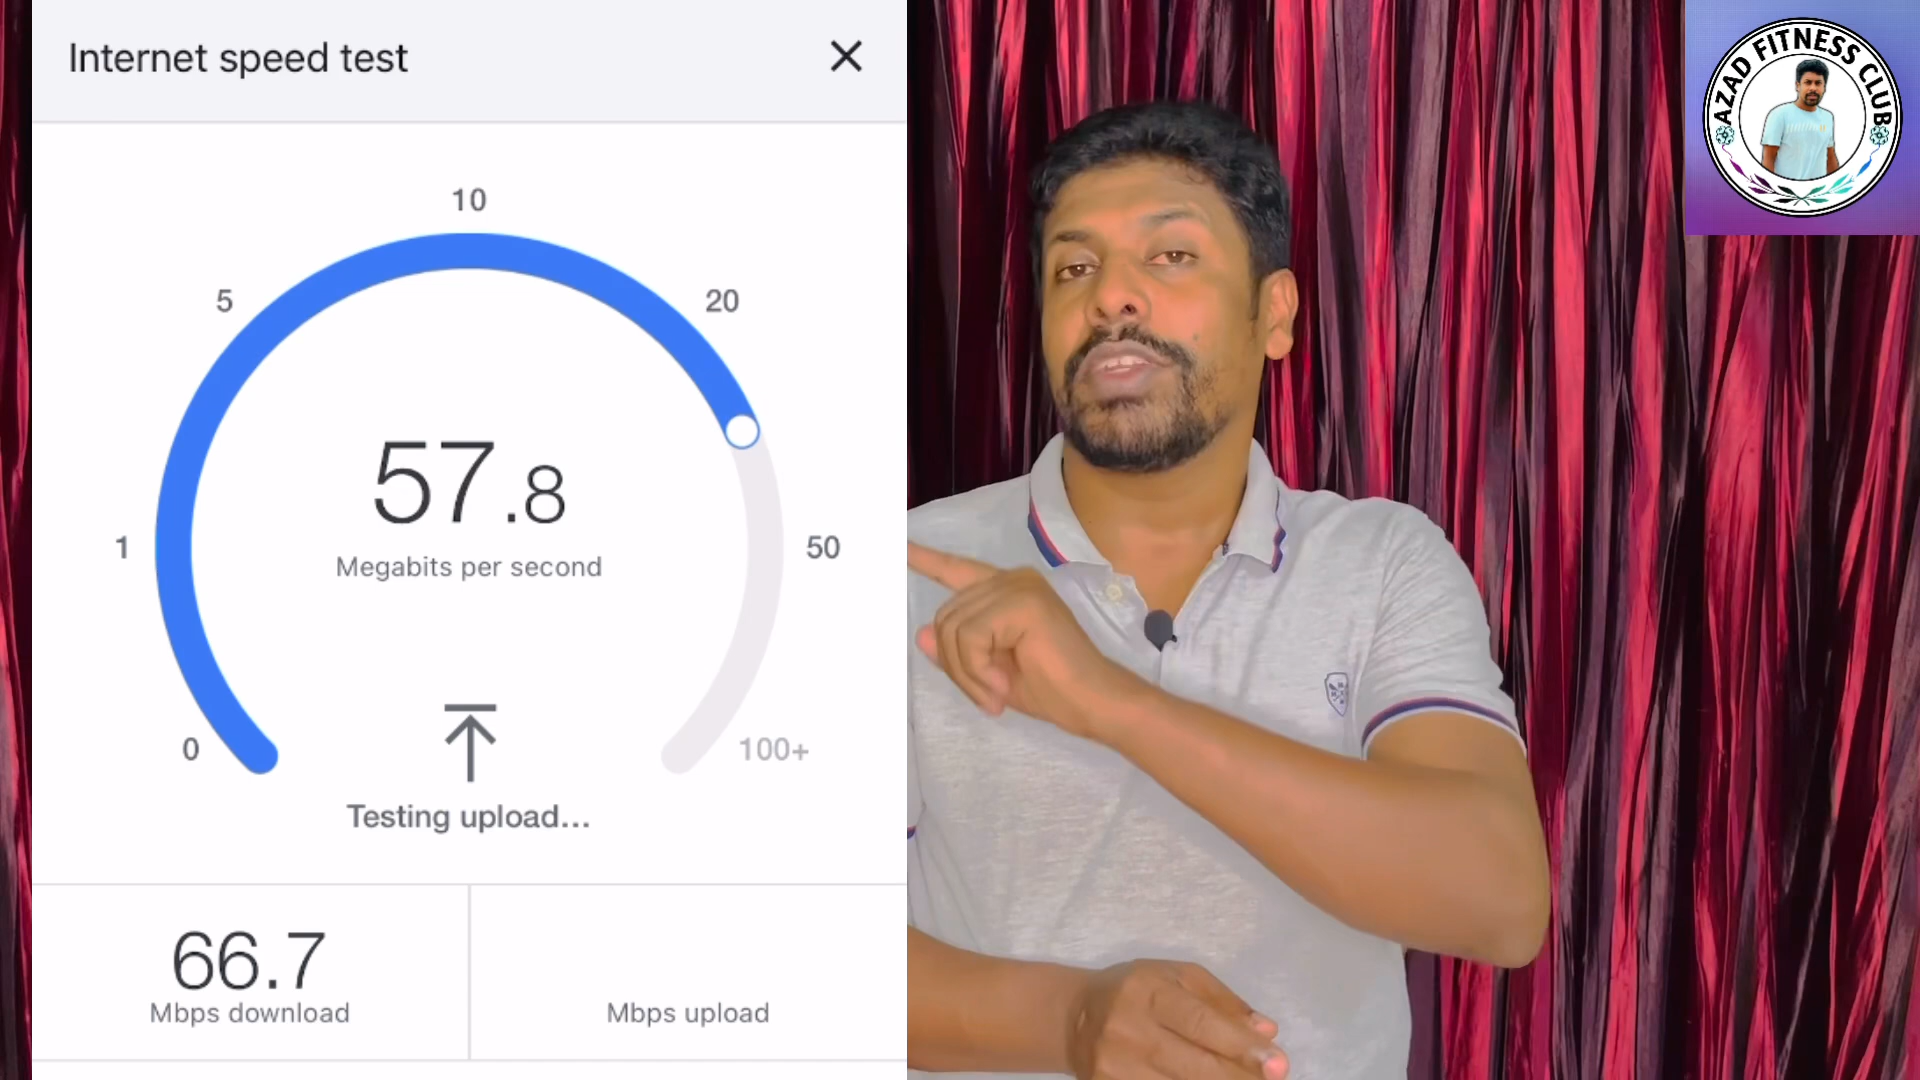 Internet speed test
10
5
20
57.8
Megabits per second
1
50
0
100+
Testing upload...
66.7
Mbps download
Mbps upload
AZAD FITNESS CLUB